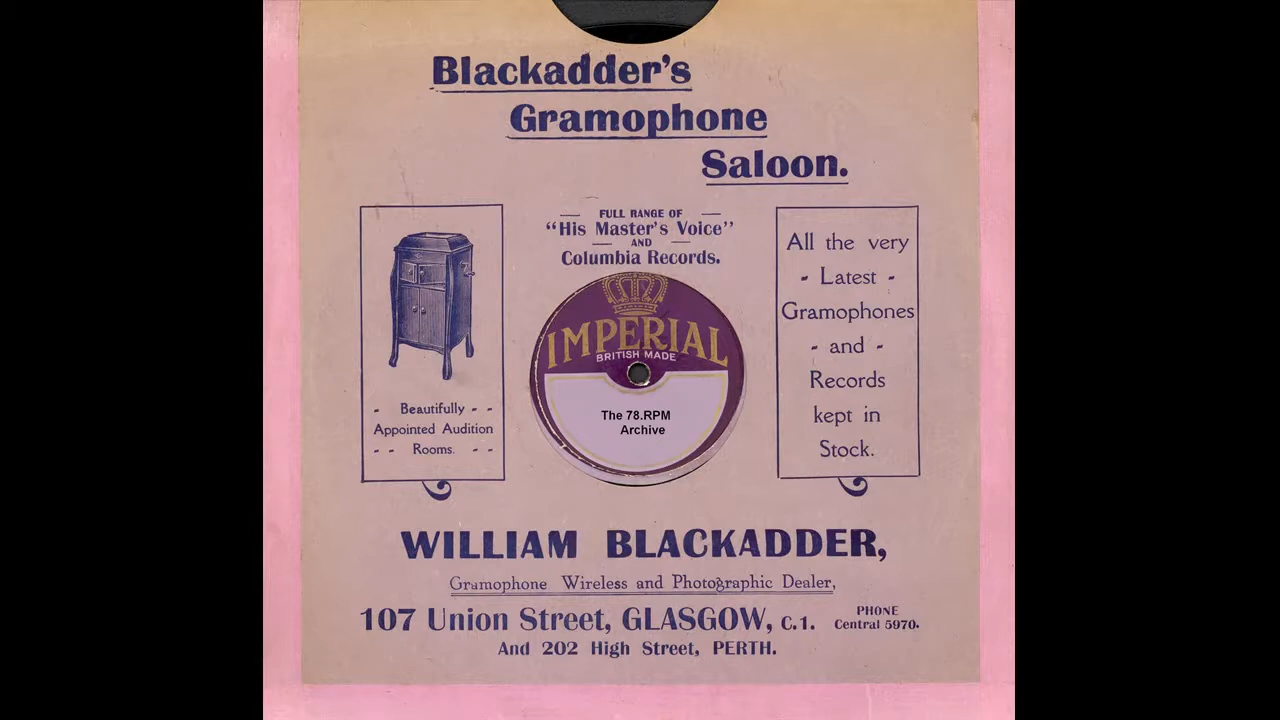 Blackadder's
Gramophone
Saloon.
FULL RANGE OF
"His Master's Voice"
AND
Columbia Records.
- Beautifully - -
Appointed Audition
- - Rooms. - -
IMPERIAL
BRITISH MADE
The 78.RPM
Archive
All the very
- Latest -
Gramophones
- and -
Records
kept in
Stock.
WILLIAM BLACKADDER,
Gramophone Wireless and Photographic Dealer,
107 Union Street, GLASGOW, C.1.
PHONE
Central 5970.
And 202 High Street, PERTH.